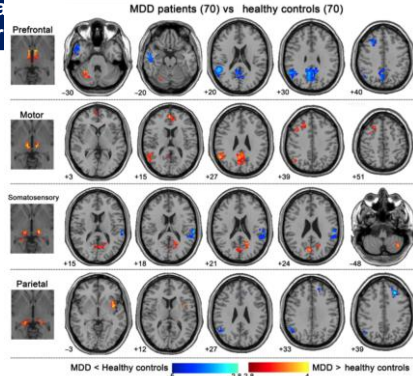 MDD patients (70) vs healthy controls (70)
Prefrontal
-30
-20
+20
+30
+40
Motor
+3
+15
+27
+39
+51
Somatosensory
+15
+18
+21
+24
-48
Parietal
-3
+12
+27
+33
+39
MDD < Healthy controls
MDD > healthy controls